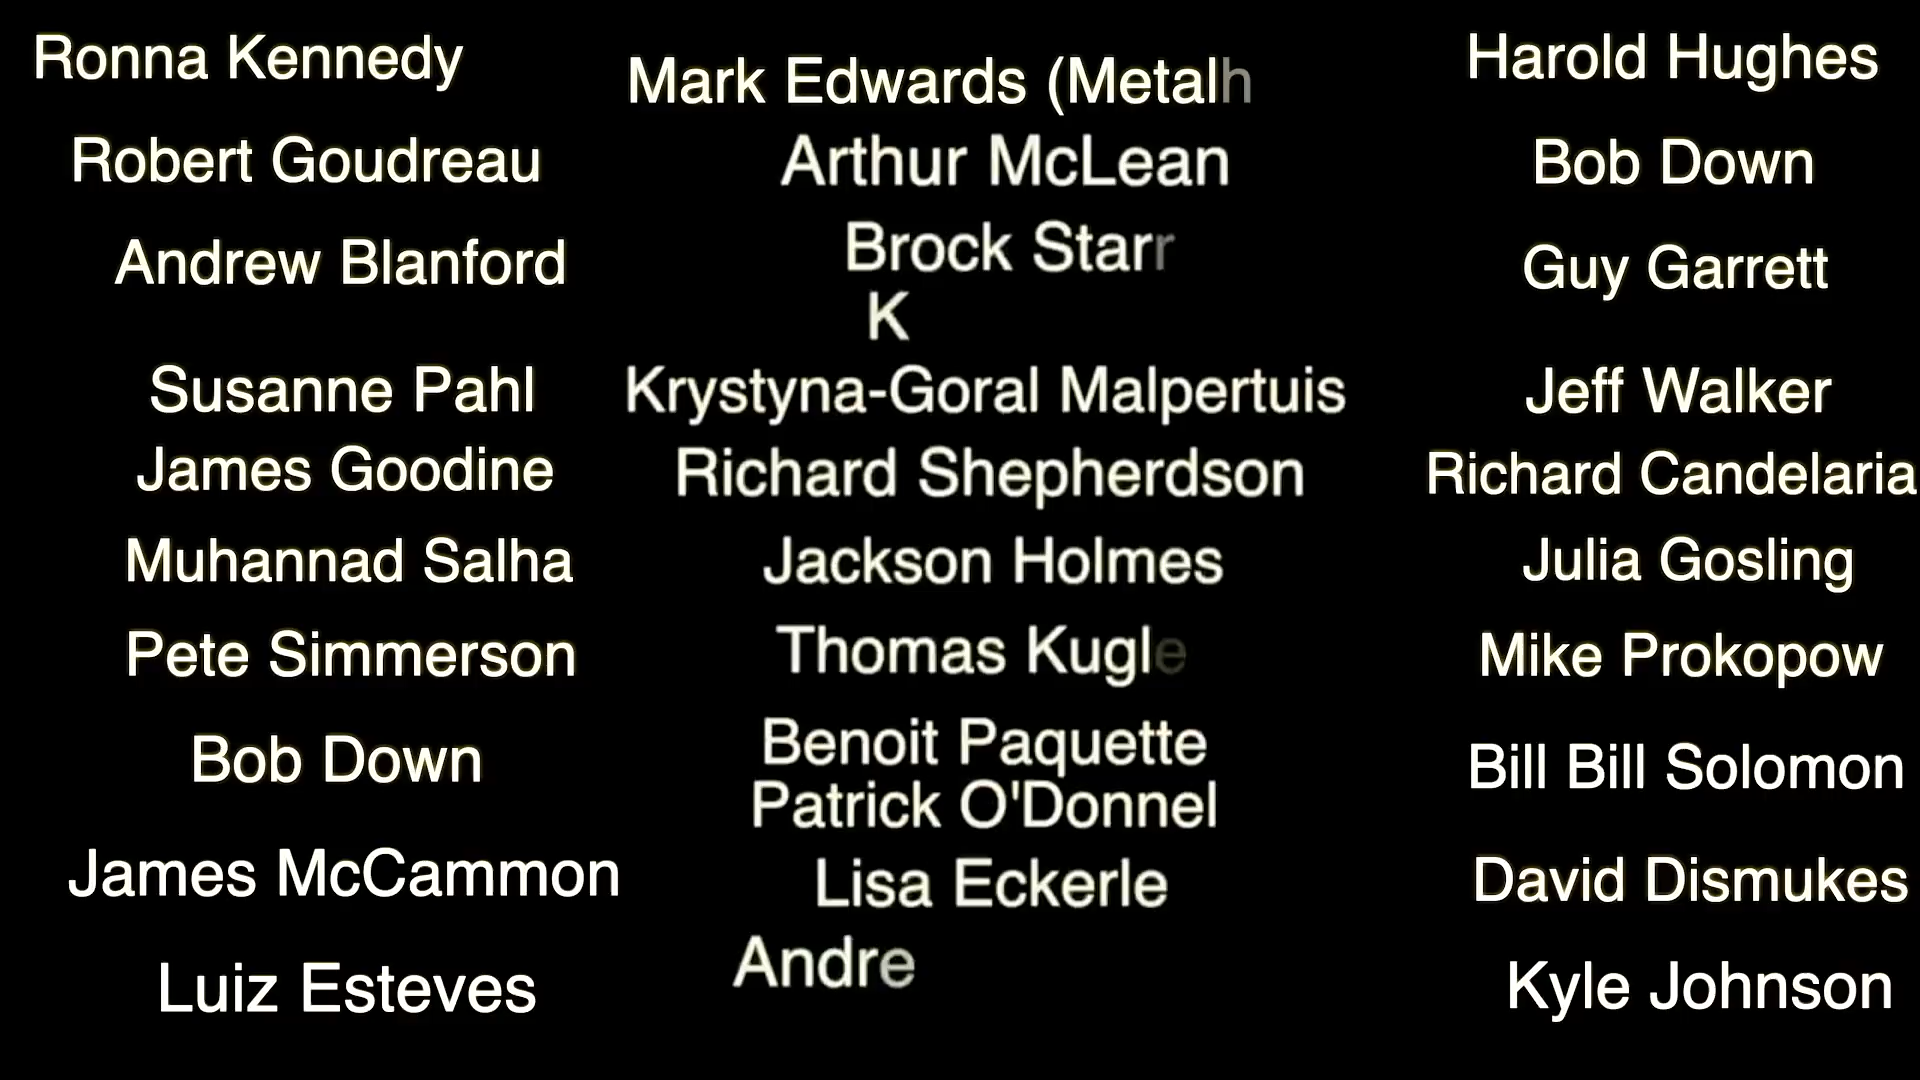 Ronna Kennedy
Robert Goudreau
Andrew Blanford
Susanne Pahl
James Goodine
Muhannad Salha
Pete Simmerson
Bob Down
James McCammon
Luiz Esteves
Mark Edwards (Metalh
Arthur McLean
Brock Starr
K
Krystyna-Goral Malpertuis
Richard Shepherdson
Jackson Holmes
Thomas Kugle
Benoit Paquette
Patrick O'Donnel
Lisa Eckerle
Andre
Harold Hughes
Bob Down
Guy Garrett
Jeff Walker
Richard Candelaria
Julia Gosling
Mike Prokopow
Bill Bill Solomon
David Dismukes
Kyle Johnson